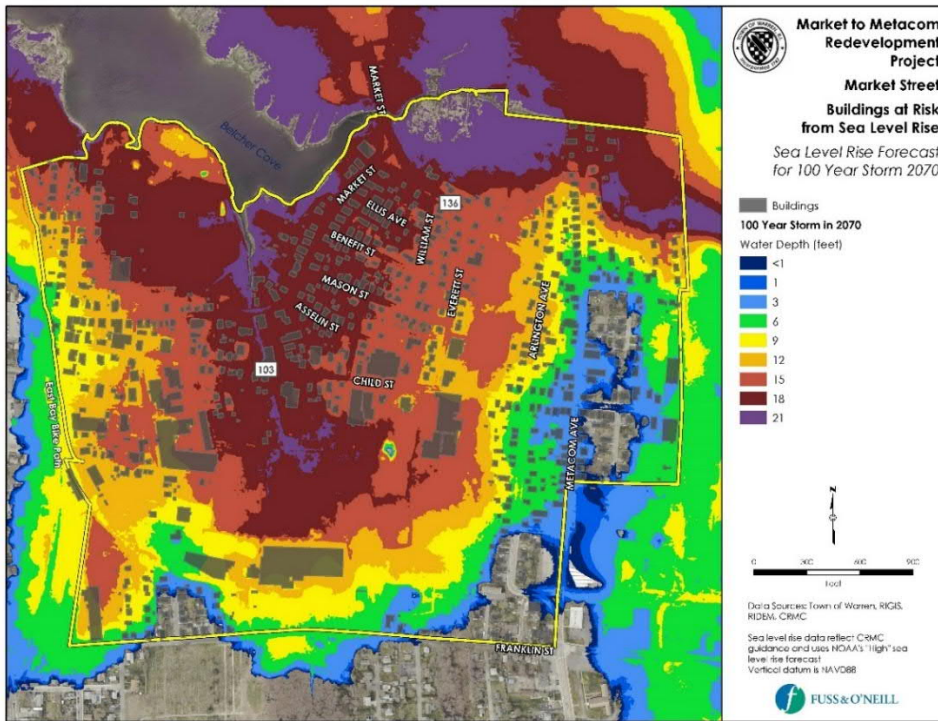 Market to Metacom
Redevelopment
Project
Market Street
Buildings at Risk
from Sea Level Rise
Sea Level Rise Forecast
for 100 Year Storm 2070
Buildings
100 Year Storm in 2070
Water Depth (feet)
<1
1
3
6
9
12
15
18
21
MARKET ST
Belcher Cove
MARKET ST
136
ELLIS AVE
WILLIAM ST
BENEFIT ST
MASON ST
EVERETT ST
ASSELIN ST
ARLINGTON AVE
103
CHILD ST
East Bay Bike Path
METACOM AVE
FRANKLIN ST
0 300 600 900
Feet
Data Sources: Town of Warren, RIGIS,
RIDEM, CRMC
Sea level rise data reflect CRMC
guidance and uses NOAA's "High" sea
level rise forecast
Vertical datum is NAVD88
FUSS & O'NEILL